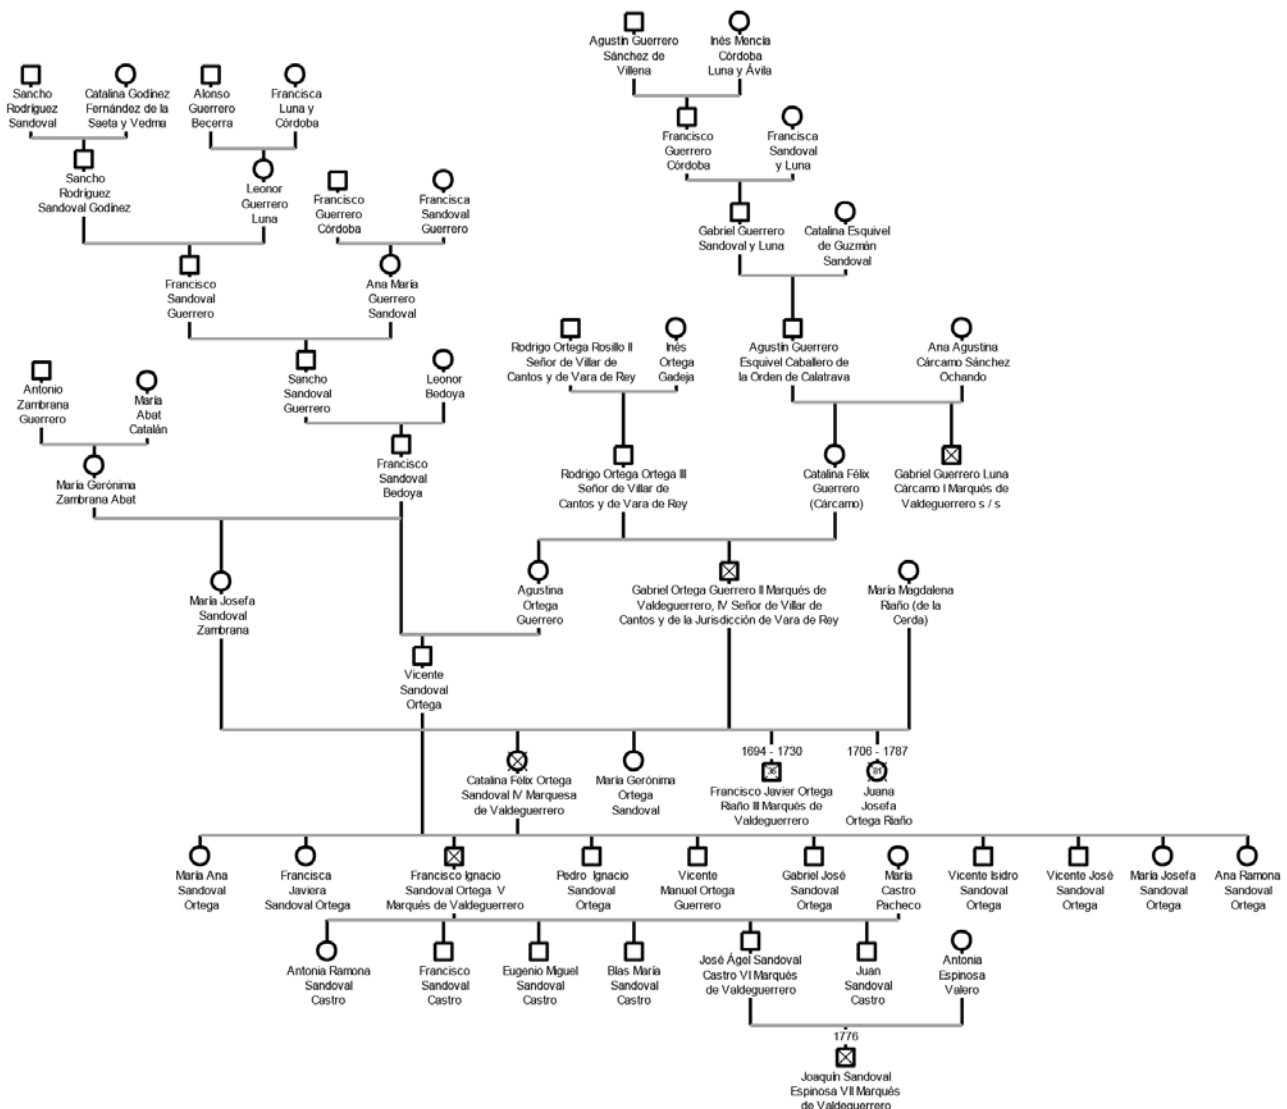 Agustín Guerrero
Sánchez de
Villena
Inés Mencía
Córdoba
Luna y Ávila
Sancho
Rodríguez
Sandoval
Catalina Godínez
Fernández de la
Saeta y Vedma
Alonso
Guerrero
Becerra
Francisca
Luna y
Córdoba
Francisco
Guerrero
Córdoba
Francisca
Sandoval
y Luna
Sancho
Rodríguez
Sandoval Godínez
Leonor
Guerrero
Luna
Francisco
Guerrero
Córdoba
Francisca
Sandoval
Guerrero
Gabriel Guerrero
Sandoval y Luna
Catalina Esquivel
de Guzmán
Sandoval
Francisco
Sandoval
Guerrero
Ana María
Guerrero
Sandoval
Rodrigo Ortega Rosillo II
Señor de Villar de
Cantos y de Vara de Rey
Inés
Ortega
Gadeja
Agustín Guerrero
Esquivel Caballero de
la Orden de Calatrava
Ana Agustina
Cárcamo Sánchez
Ochando
Antonio
Zambrana
Guerrero
María
Abat
Catalán
Sancho
Sandoval
Guerrero
Leonor
Bedoya
María Gerónima
Zambrana Abat
Francisco
Sandoval
Bedoya
Rodrigo Ortega Ortega III
Señor de Villar de
Cantos y de Vara de Rey
Catalina Félix
Guerrero
(Cárcamo)
Gabriel Guerrero Luna
Cárcamo I Marqués de
Valdeguerrero s / s
María Josefa
Sandoval
Zambrana
Agustina
Ortega
Guerrero
Gabriel Ortega Guerrero II Marqués de
Valdeguerrero, IV Señor de Villar de
Cantos y de la Jurisdicción de Vara de Rey
María Magdalena
Riaño (de la
Cerda)
Vicente
Sandoval
Ortega
Catalina Félix Ortega
Sandoval IV Marquesa
de Valdeguerrero
María Gerónima
Ortega
Sandoval
1694 - 1730
36
Francisco Javier Ortega
Riaño III Marqués de
Valdeguerrero
1706 - 1787
81
Juana
Josefa
Ortega Riaño
María Ana
Sandoval
Ortega
Francisca
Javiera
Sandoval Ortega
Francisco Ignacio
Sandoval Ortega V
Marqués de Valdeguerrero
Pedro Ignacio
Sandoval
Ortega
Vicente
Manuel Ortega
Guerrero
Gabriel José
Sandoval
Ortega
María
Castro
Pacheco
Vicente Isidro
Sandoval
Ortega
Vicente José
Sandoval
Ortega
María Josefa
Sandoval
Ortega
Ana Ramona
Sandoval
Ortega
Antonia Ramona
Sandoval
Castro
Francisco
Sandoval
Castro
Eugenio Miguel
Sandoval
Castro
Blas María
Sandoval
Castro
José Ágel Sandoval
Castro VI Marqués
de Valdeguerrero
Juan
Sandoval
Castro
Antonia
Espinosa
Valero
1776
Joaquín Sandoval
Espinosa VII Marqués
de Valdeguerrero